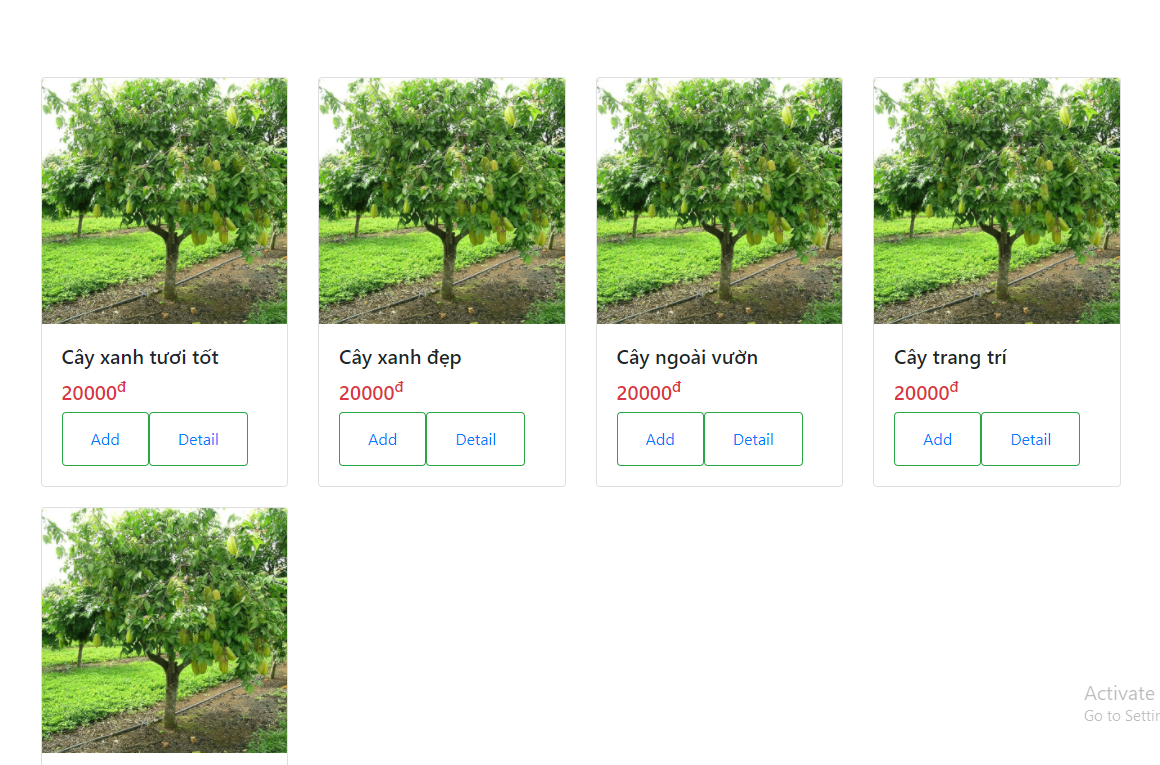 Cây xanh tươi tốt
20000đ
Add Detail
Cây xanh đẹp
20000đ
Add Detail
Cây ngoài vườn
20000đ
Add Detail
Cây trang trí
20000đ
Add Detail
Activate
Go to